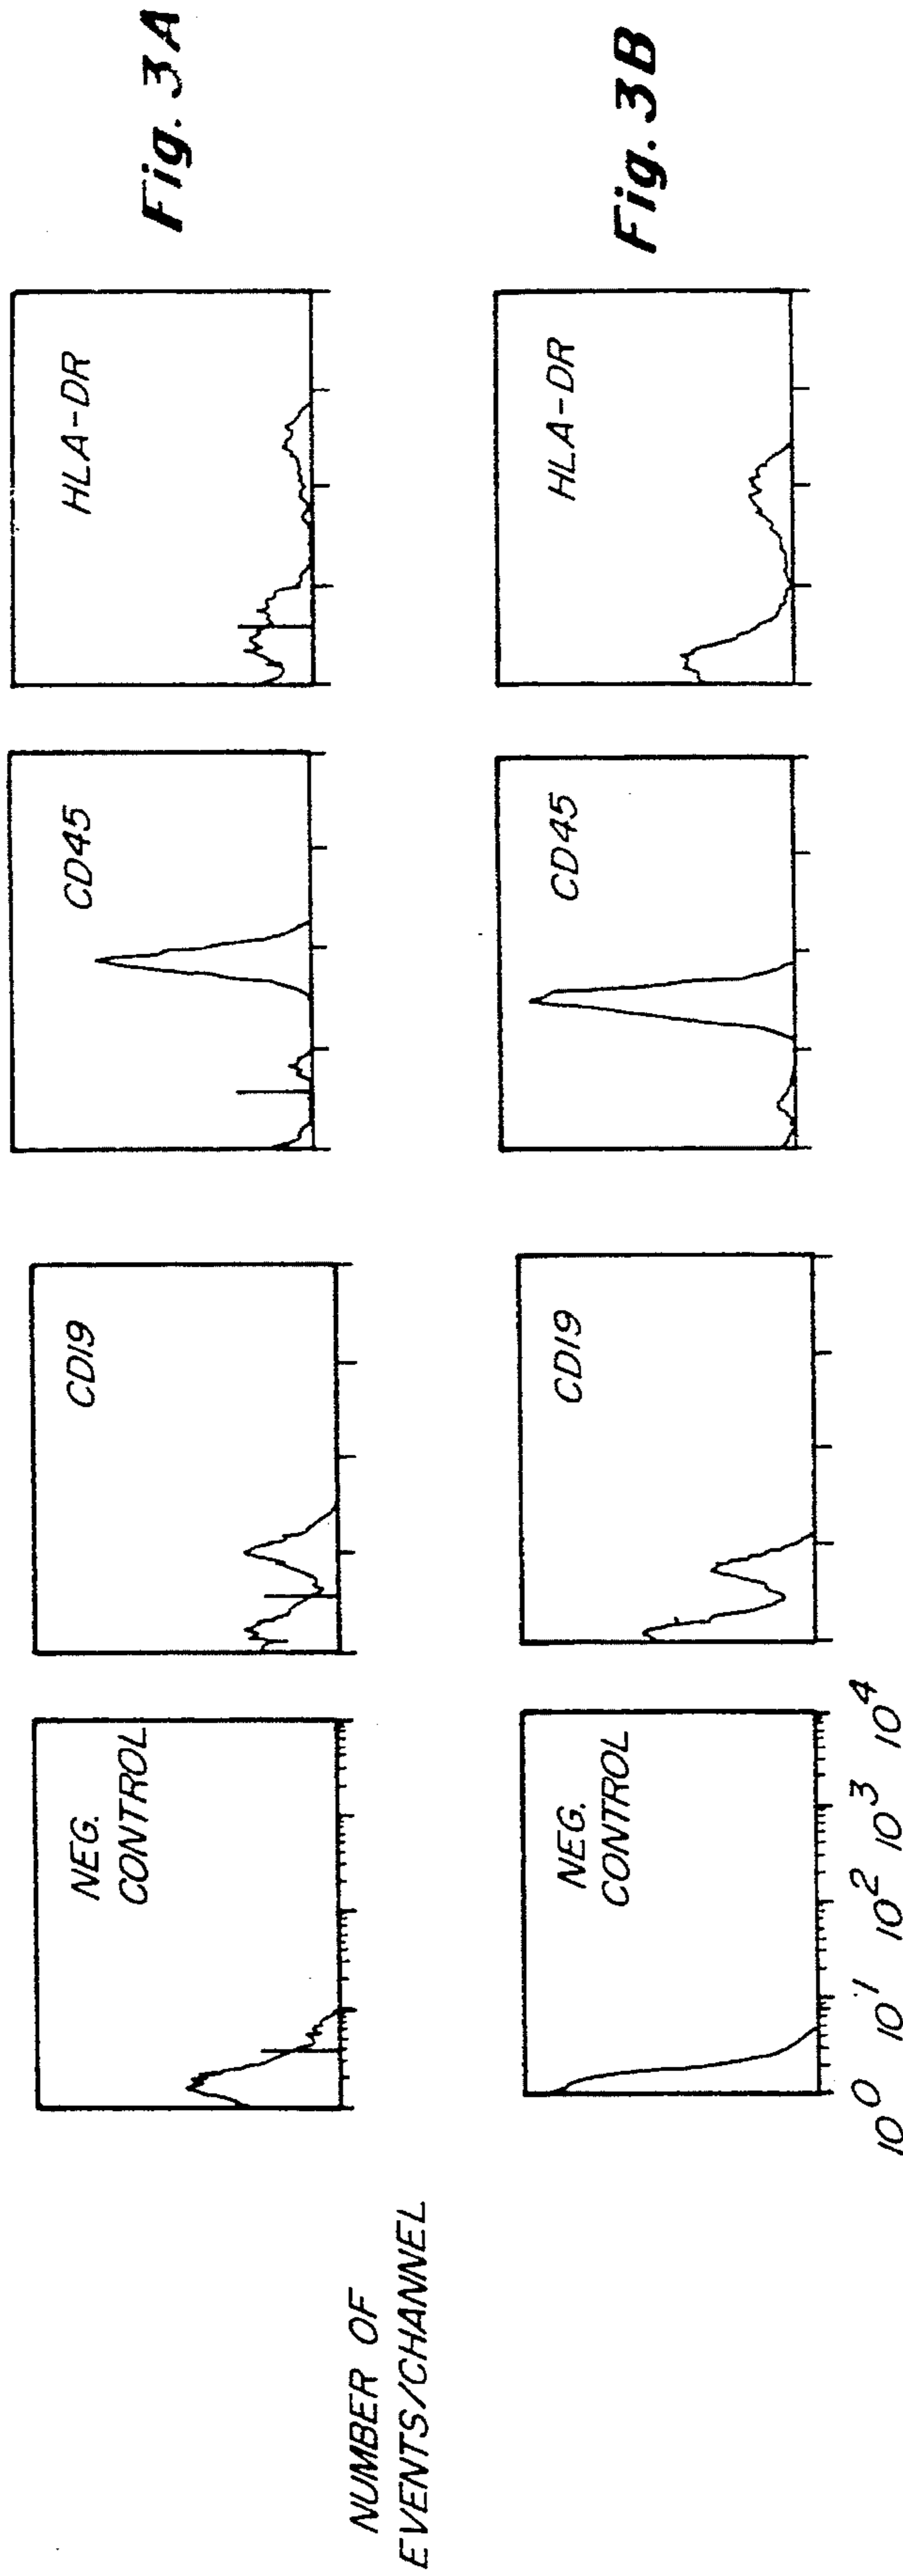 Fig. 3A
NEG.
CONTROL
CD19
CD45
HLA-DR
NUMBER OF
EVENTS/CHANNEL
Fig. 3B
NEG.
CONTROL
CD19
CD45
HLA-DR
10⁰ 10¹ 10² 10³ 10⁴